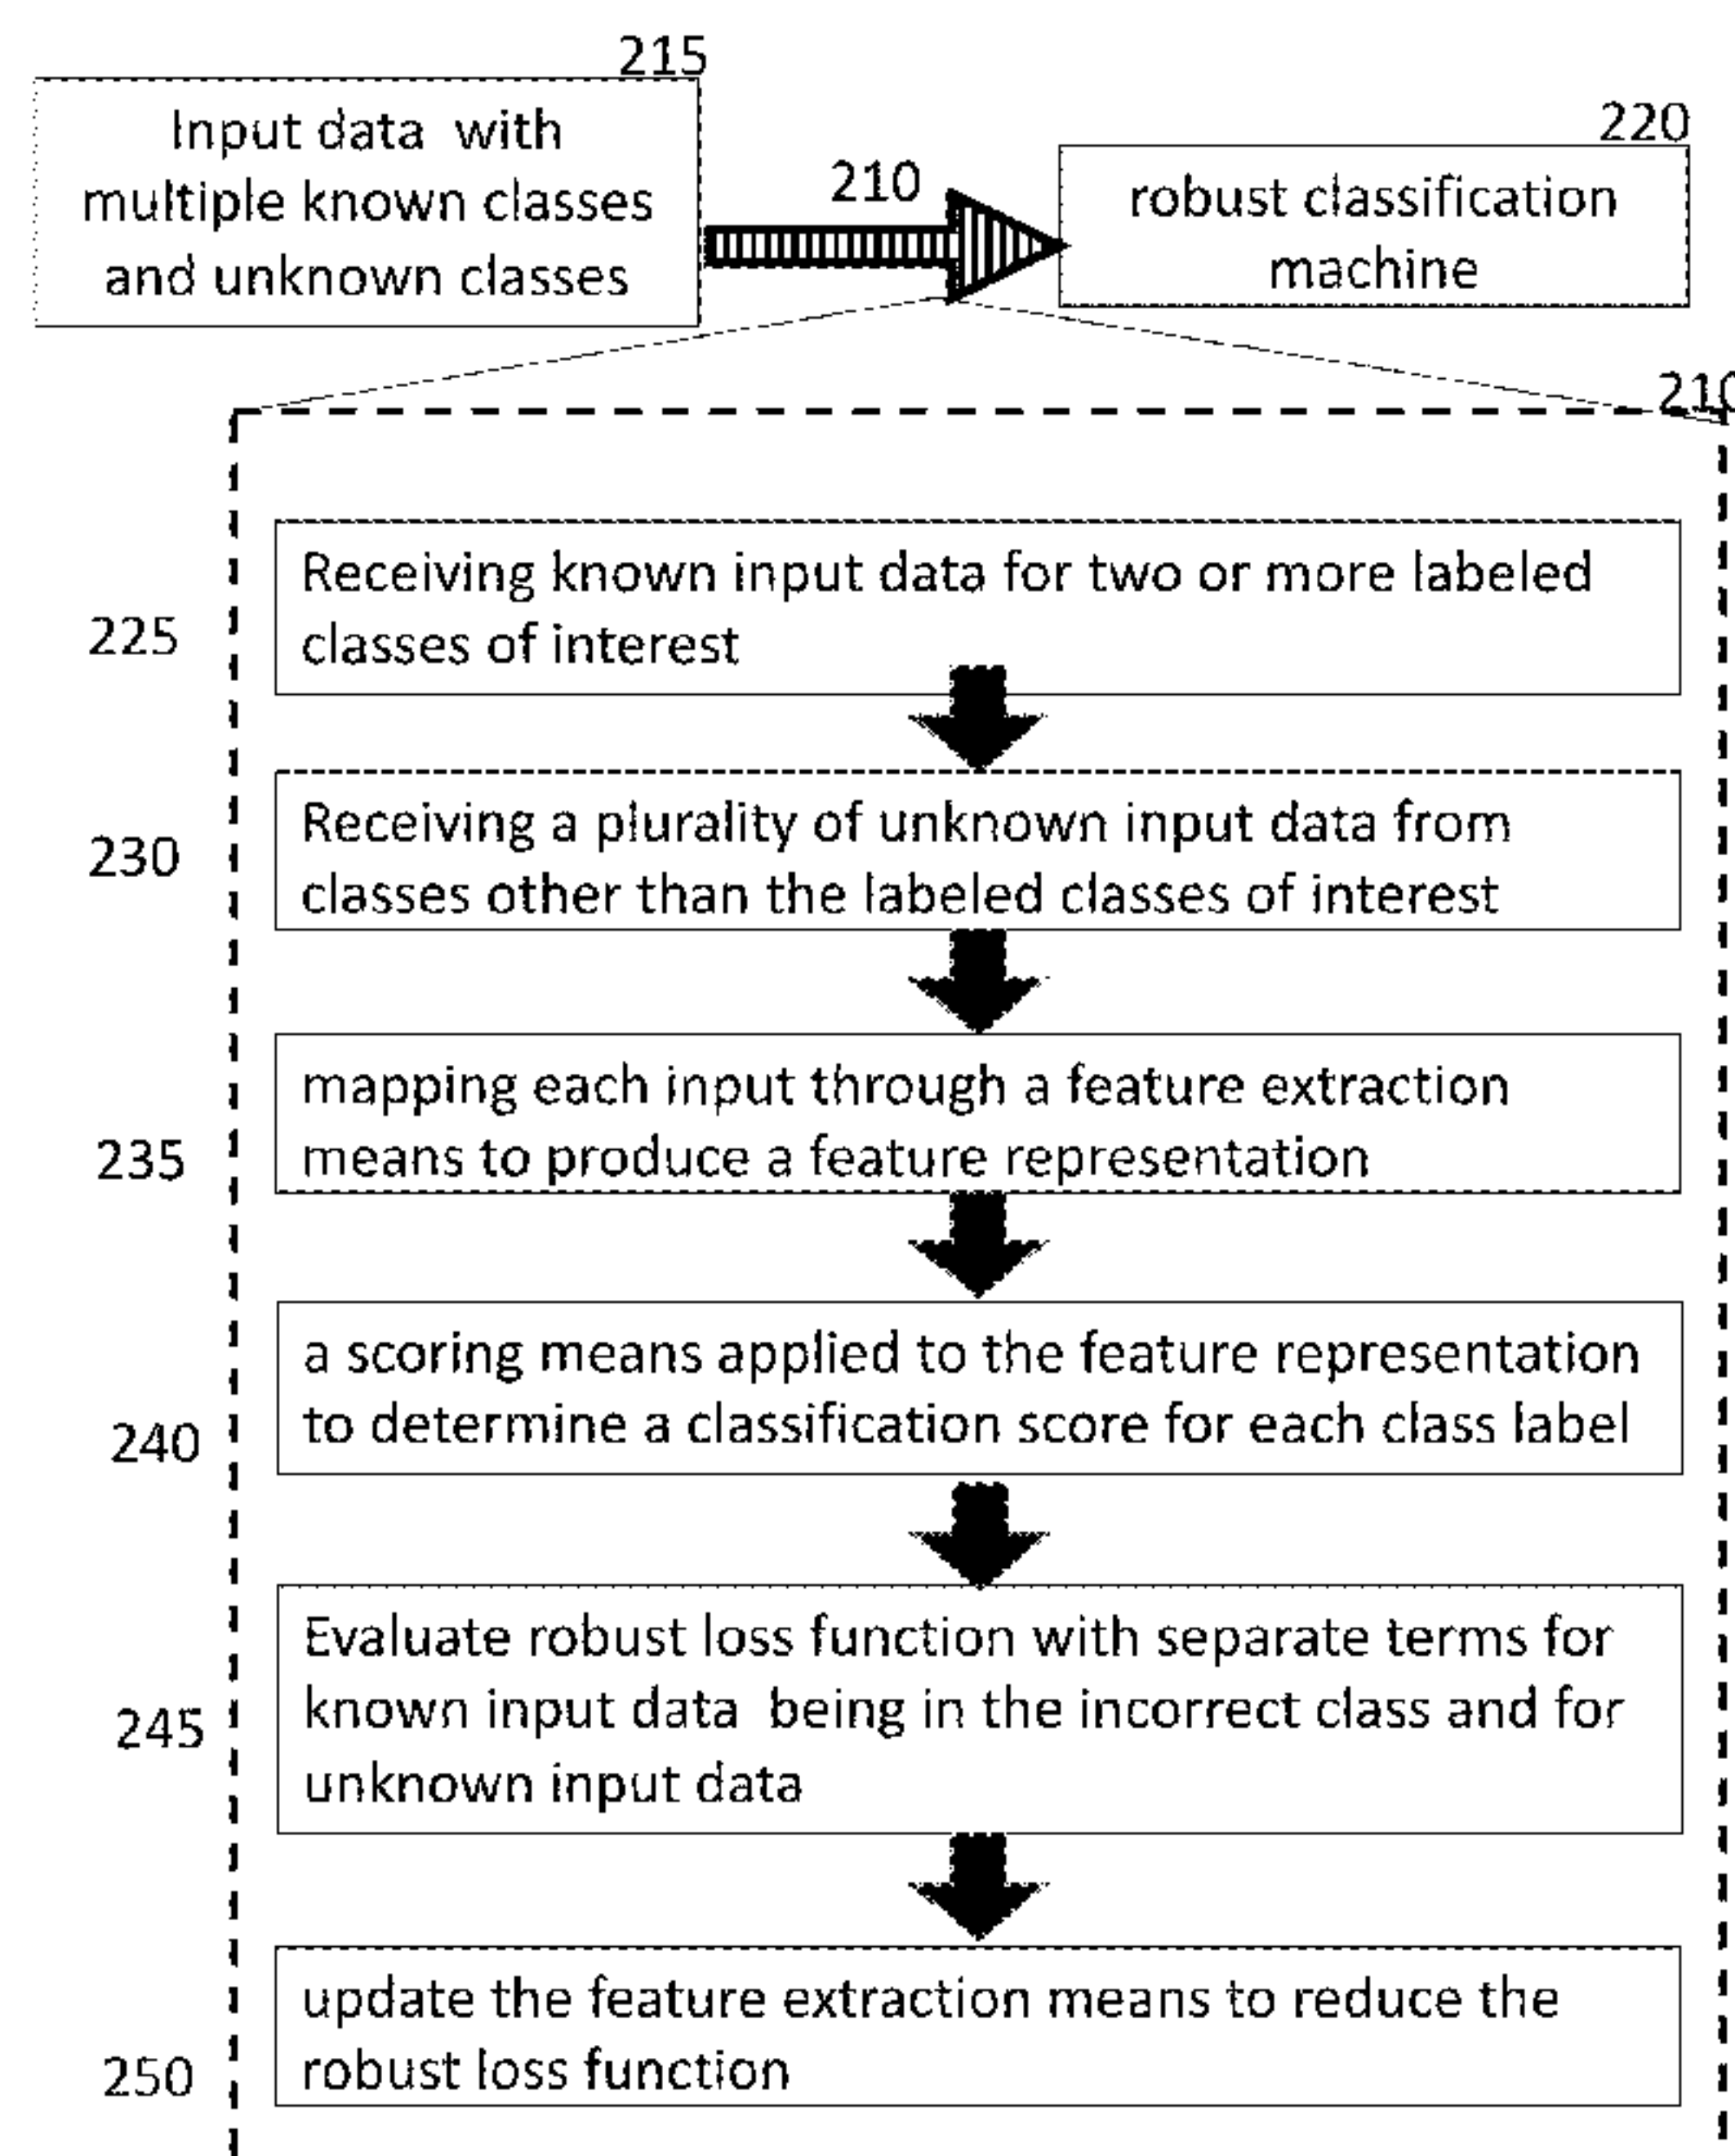 215
Input data with
multiple known classes
and unknown classes
210
220
robust classification
machine
210
225
Receiving known input data for two or more labeled
classes of interest
230
Receiving a plurality of unknown input data from
classes other than the labeled classes of interest
235
mapping each input through a feature extraction
means to produce a feature representation
240
a scoring means applied to the feature representation
to determine a classification score for each class label
245
Evaluate robust loss function with separate terms for
known input data being in the incorrect class and for
unknown input data
250
update the feature extraction means to reduce the
robust loss function